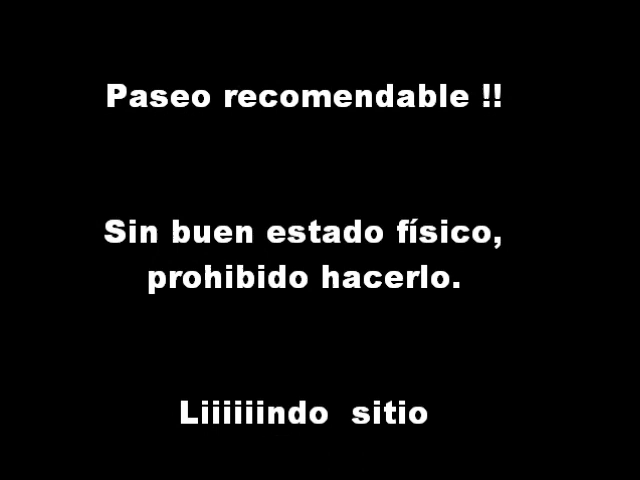 Paseo recomendable !!
Sin buen estado físico,
prohibido hacerlo.
Liiiiiindo sitio